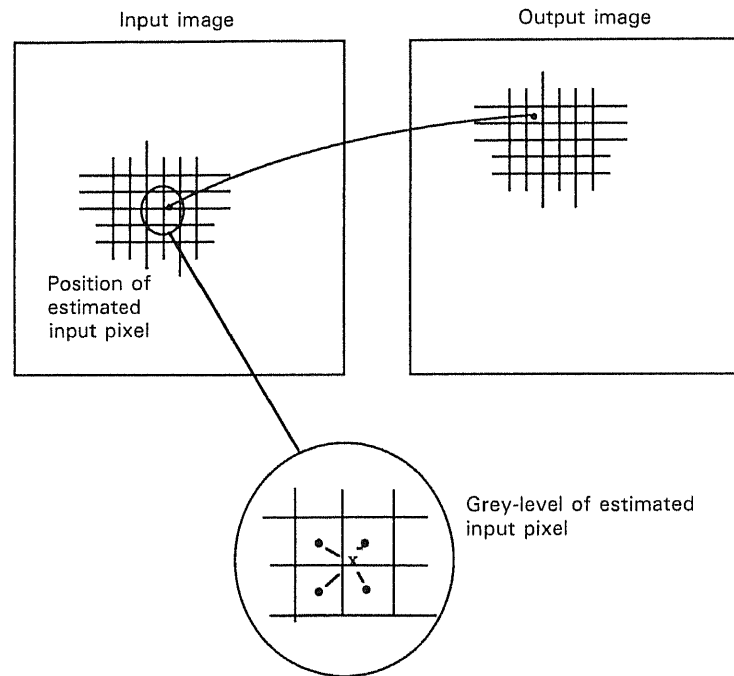 Input image
Output image
Position of
estimated
input pixel
Grey-level of estimated
input pixel
x